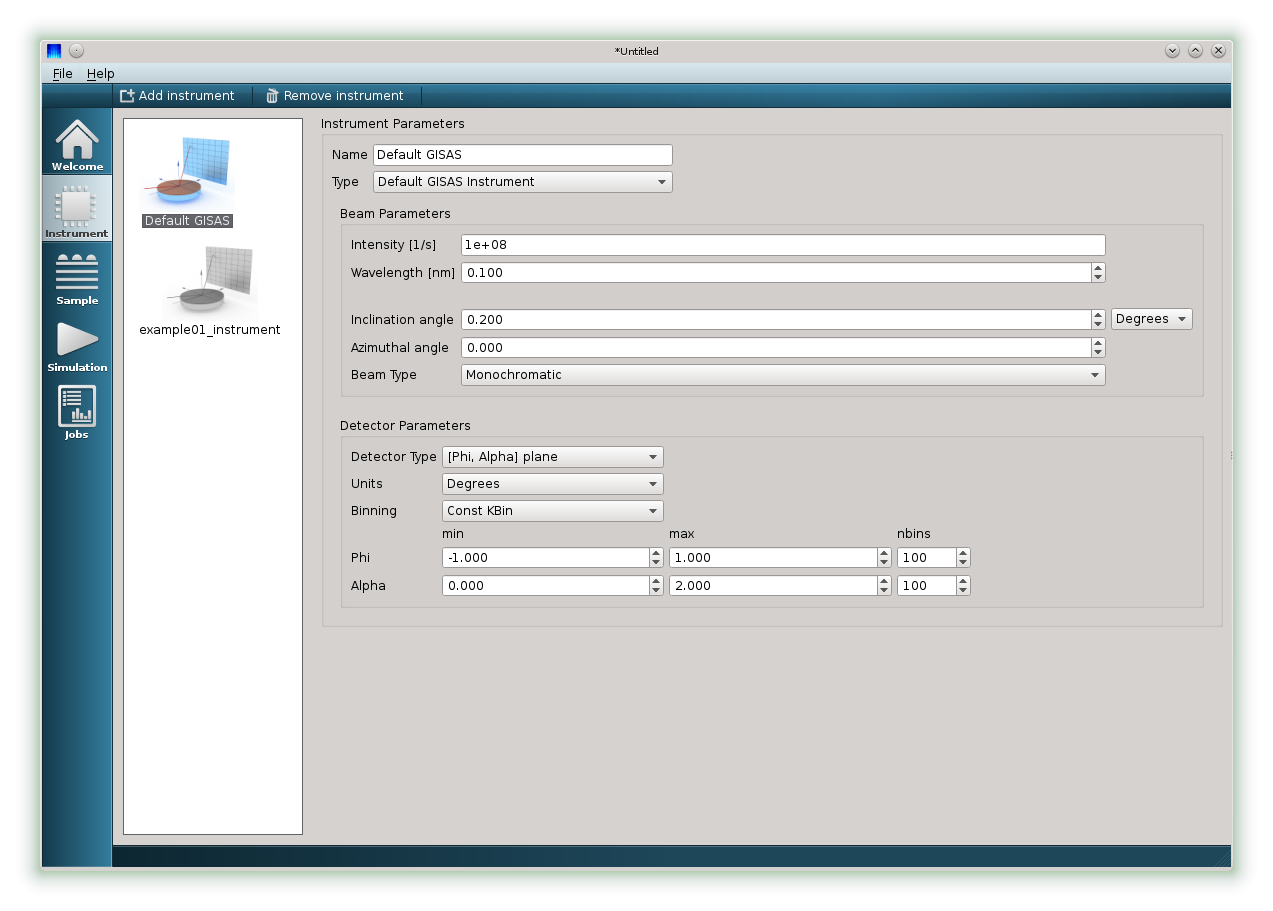 *Untitled
File Help
Add instrument Remove instrument
Welcome
Instrument
Sample
Simulation
Jobs
Default GISAS
example01_instrument
Instrument Parameters
Name Default GISAS
Type Default GISAS Instrument
Beam Parameters
Intensity [1/s] 1e+08
Wavelength [nm] 0.100
Inclination angle 0.200 Degrees
Azimuthal angle 0.000
Beam Type Monochromatic
Detector Parameters
Detector Type [Phi, Alpha] plane
Units Degrees
Binning Const KBin
min max nbins
Phi -1.000 1.000 100
Alpha 0.000 2.000 100